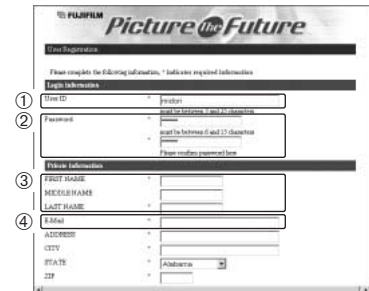 FUJIFILM
Picture The Future
User Registration
Please complete the following information, * indicates required information
Login Information
① User ID *
must be between 3 and 15 characters
② Password *
must be between 6 and 15 characters
*
Please confirm password here
Private Information
③ FIRST NAME *
MIDDLE NAME
LAST NAME *
④ E-Mail *
ADDRESS *
CITY *
STATE * Alabama
ZIP *